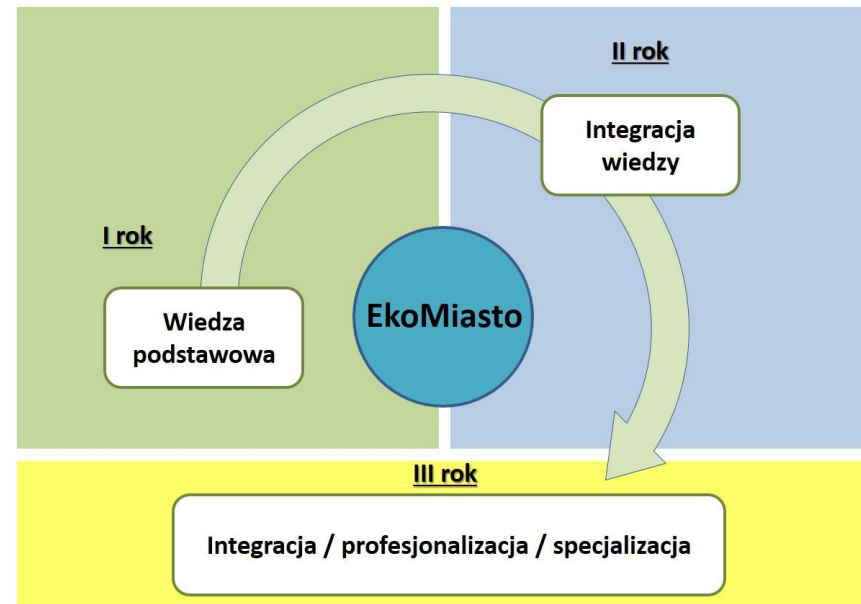 I rok
Wiedza
podstawowa
II rok
Integracja
wiedzy
EkoMiasto
III rok
Integracja / profesjonalizacja / specjalizacja